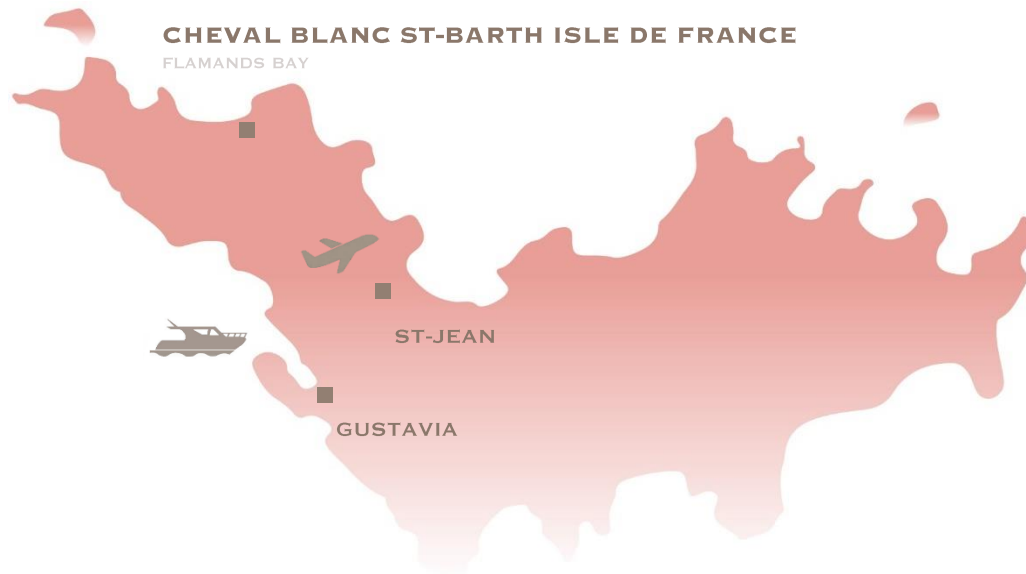 CHEVAL BLANC ST-BARTH ISLE DE FRANCE
FLAMANDS BAY
ST-JEAN
GUSTAVIA